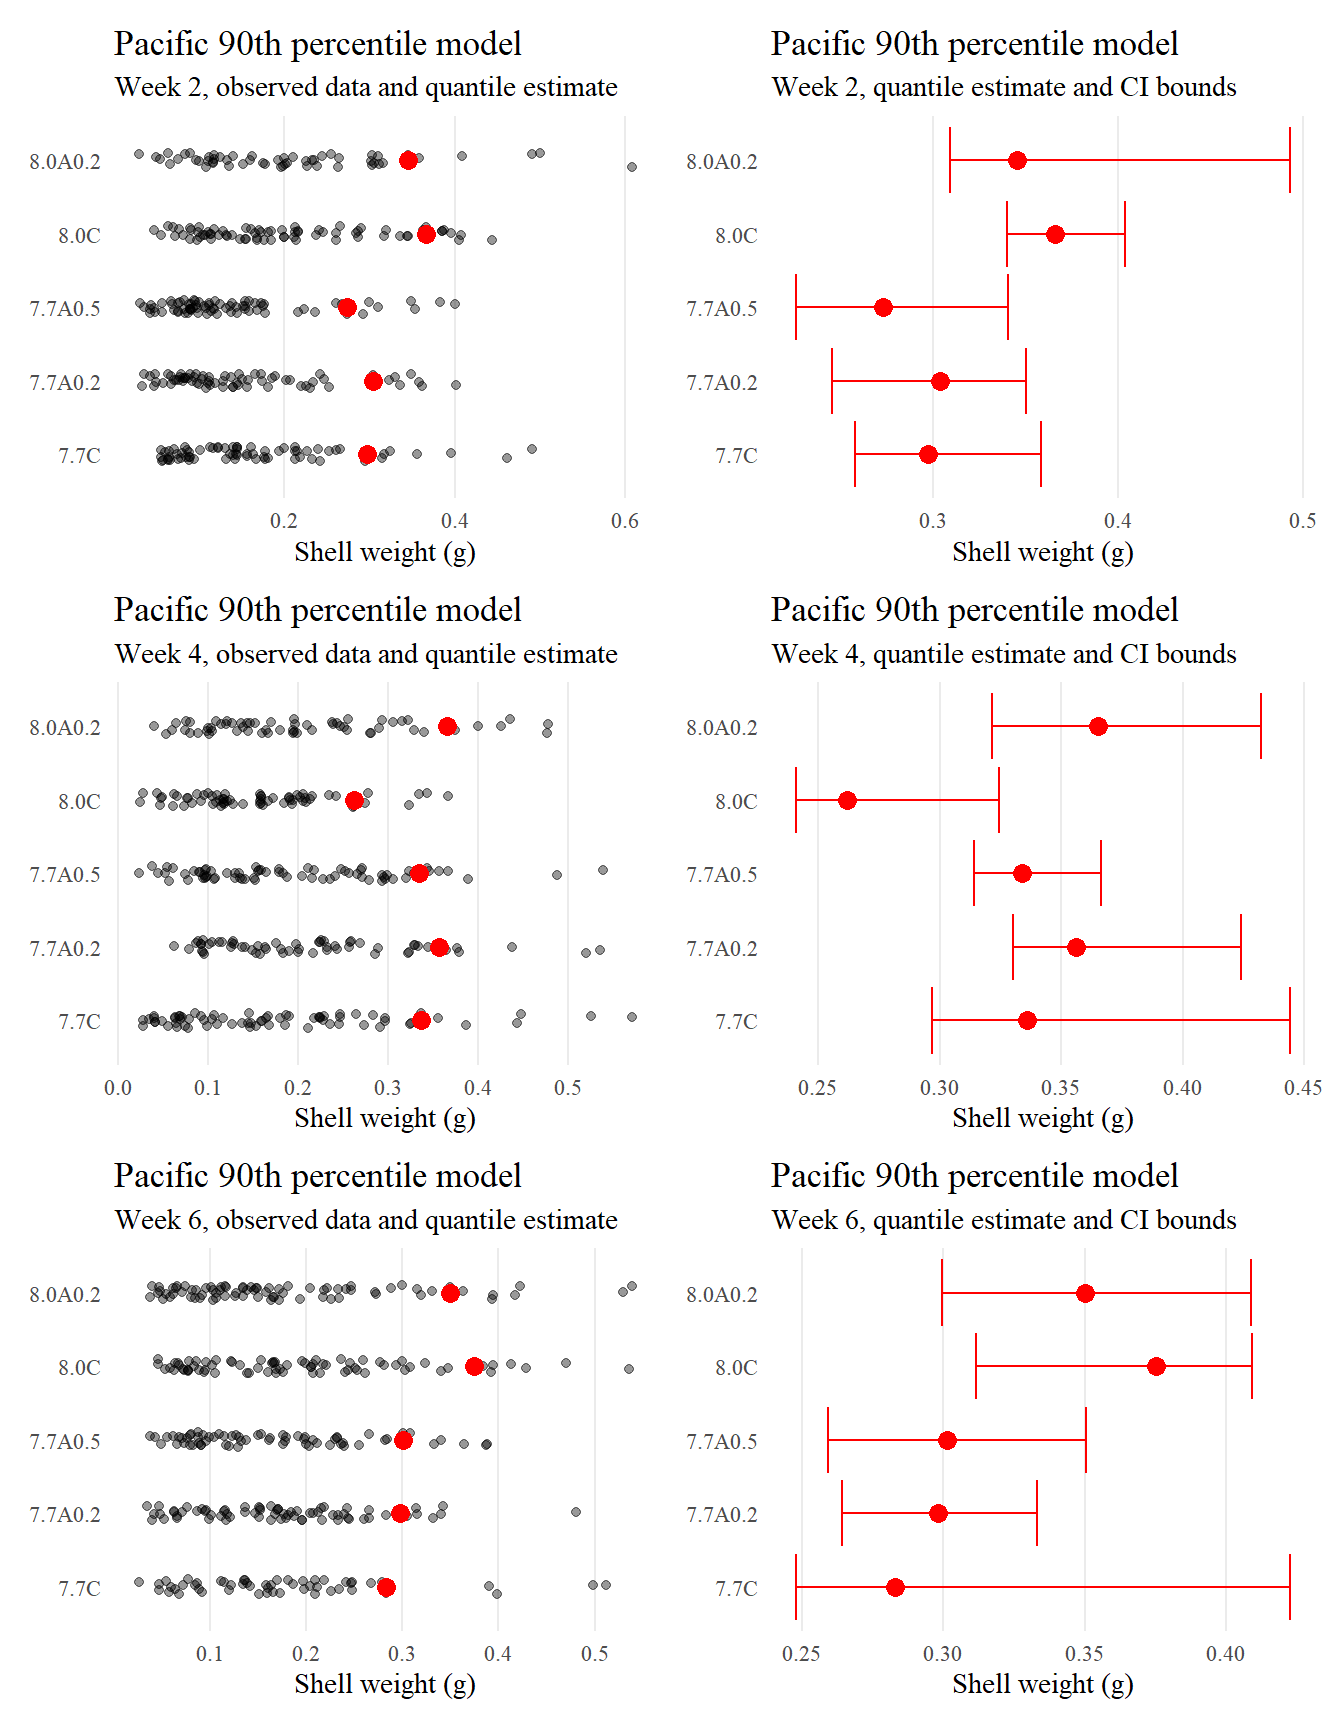 Pacific 90th percentile model
Week 2, observed data and quantile estimate
8.0A0.2
8.0C
7.7A0.5
7.7A0.2
7.7C
0.2 0.4 0.6
Shell weight (g)
Pacific 90th percentile model
Week 2, quantile estimate and CI bounds
8.0A0.2
8.0C
7.7A0.5
7.7A0.2
7.7C
0.3 0.4 0.5
Shell weight (g)
Pacific 90th percentile model
Week 4, observed data and quantile estimate
8.0A0.2
8.0C
7.7A0.5
7.7A0.2
7.7C
0.0 0.1 0.2 0.3 0.4 0.5
Shell weight (g)
Pacific 90th percentile model
Week 4, quantile estimate and CI bounds
8.0A0.2
8.0C
7.7A0.5
7.7A0.2
7.7C
0.25 0.30 0.35 0.40 0.45
Shell weight (g)
Pacific 90th percentile model
Week 6, observed data and quantile estimate
8.0A0.2
8.0C
7.7A0.5
7.7A0.2
7.7C
0.1 0.2 0.3 0.4 0.5
Shell weight (g)
Pacific 90th percentile model
Week 6, quantile estimate and CI bounds
8.0A0.2
8.0C
7.7A0.5
7.7A0.2
7.7C
0.25 0.30 0.35 0.40
Shell weight (g)